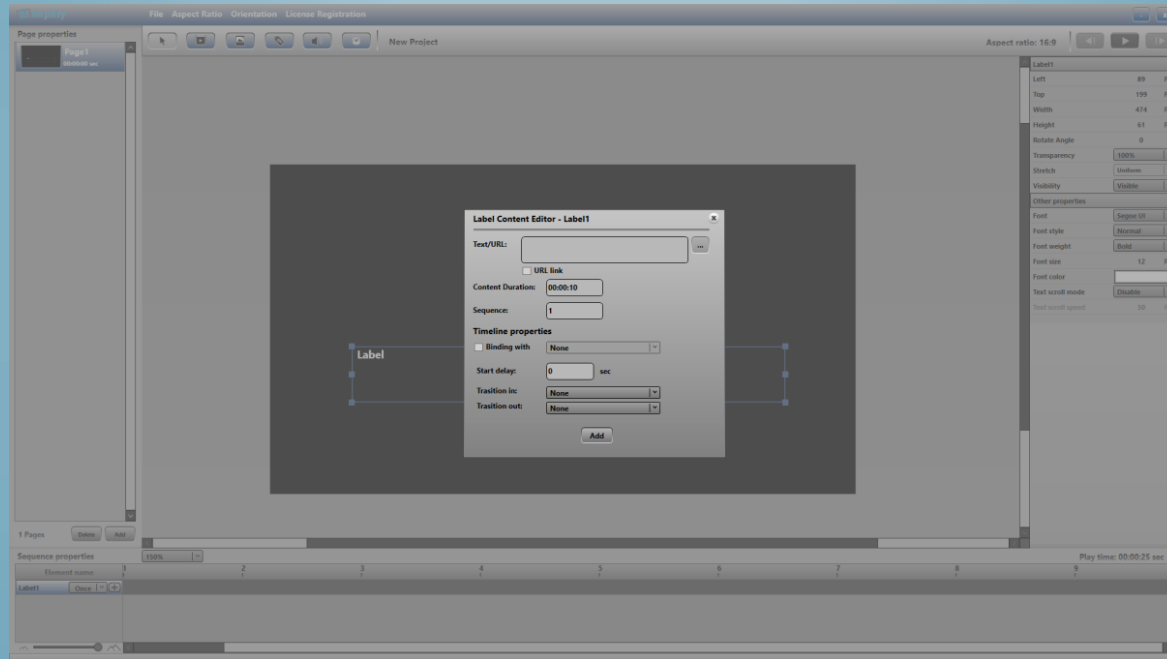 File Aspect Ratio Orientation License Registration
Page properties
New Project
Aspect ratio: 16:9
Page1
00:00:00 sec
Label1
Left 89
Top 199
Width 474
Height 61
Rotate Angle 0
Transparency 100%
Stretch Uniform
Visibility Visible
Other properties
Font Segoe UI
Font style Normal
Font weight Bold
Font size 12
Font color
Text scroll mode Disable
Text scroll speed
Label
Label Content Editor - Label1
Text/URL:
...
URL link
Content Duration: 00:00:10
Sequence: 1
Timeline properties
Binding with None
Start delay: 0 sec
Trasition in: None
Trasition out: None
Add
1 Pages Delete Add
Sequence properties 150% Play time: 00:00:25 sec
Element name 2 3 4 5 6 7 8 9
Label1 Once